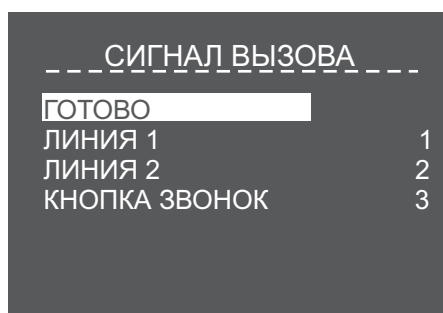 СИГНАЛ ВЫЗОВА
ГОТОВО
ЛИНИЯ 1 1
ЛИНИЯ 2 2
КНОПКА ЗВОНОК 3